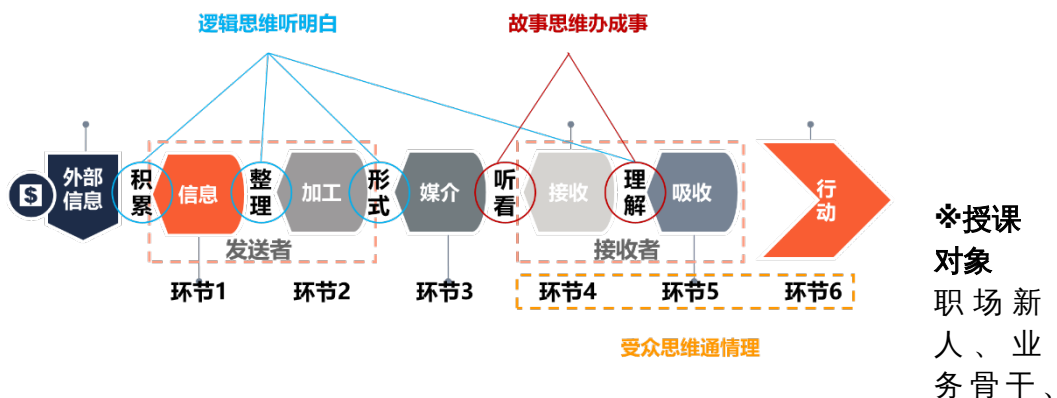 逻辑思维听明白
故事思维办成事
外部
信息
积累
信息
整理
加工
形式
媒介
听看
接收
理解
吸收
行动
发送者
接收者
环节1
环节2
环节3
环节4
环节5
环节6
受众思维通情理
※授课
对象
职场新
人、业
务骨干、